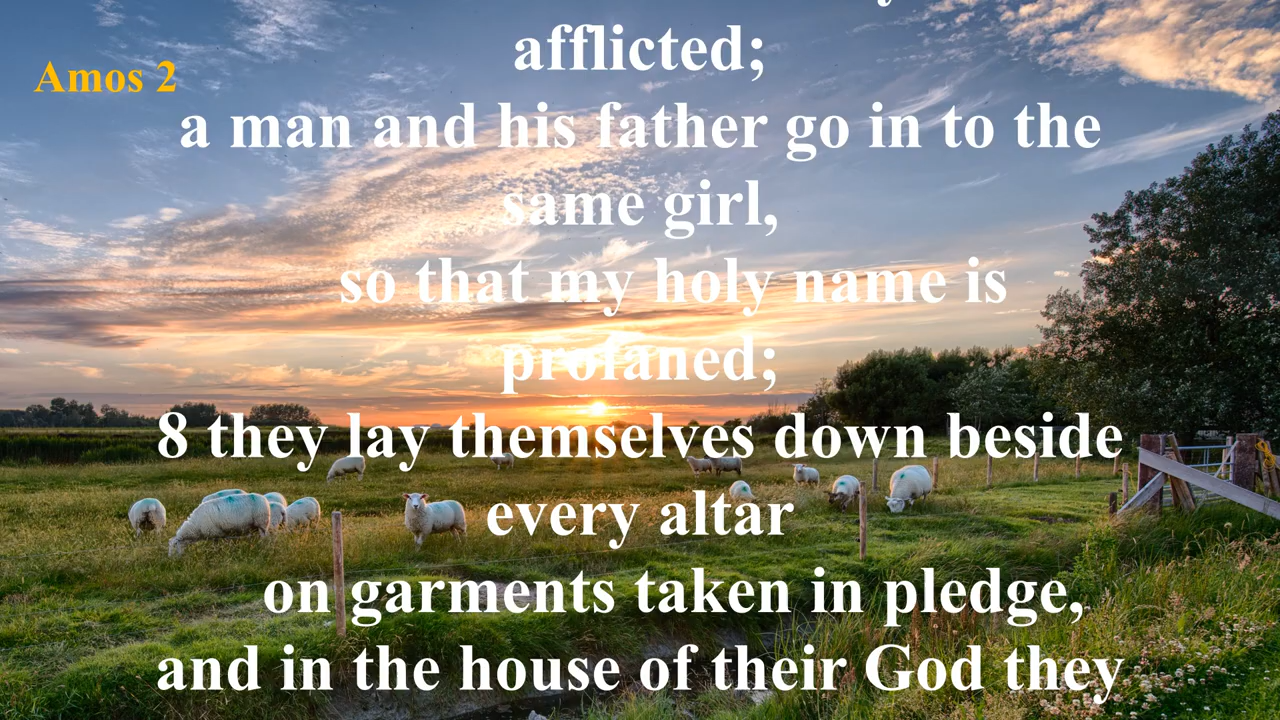 Amos 2
afflicted;
a man and his father go in to the
same girl,
so that my holy name is
profaned;
8 they lay themselves down beside
every altar
on garments taken in pledge,
and in the house of their God they